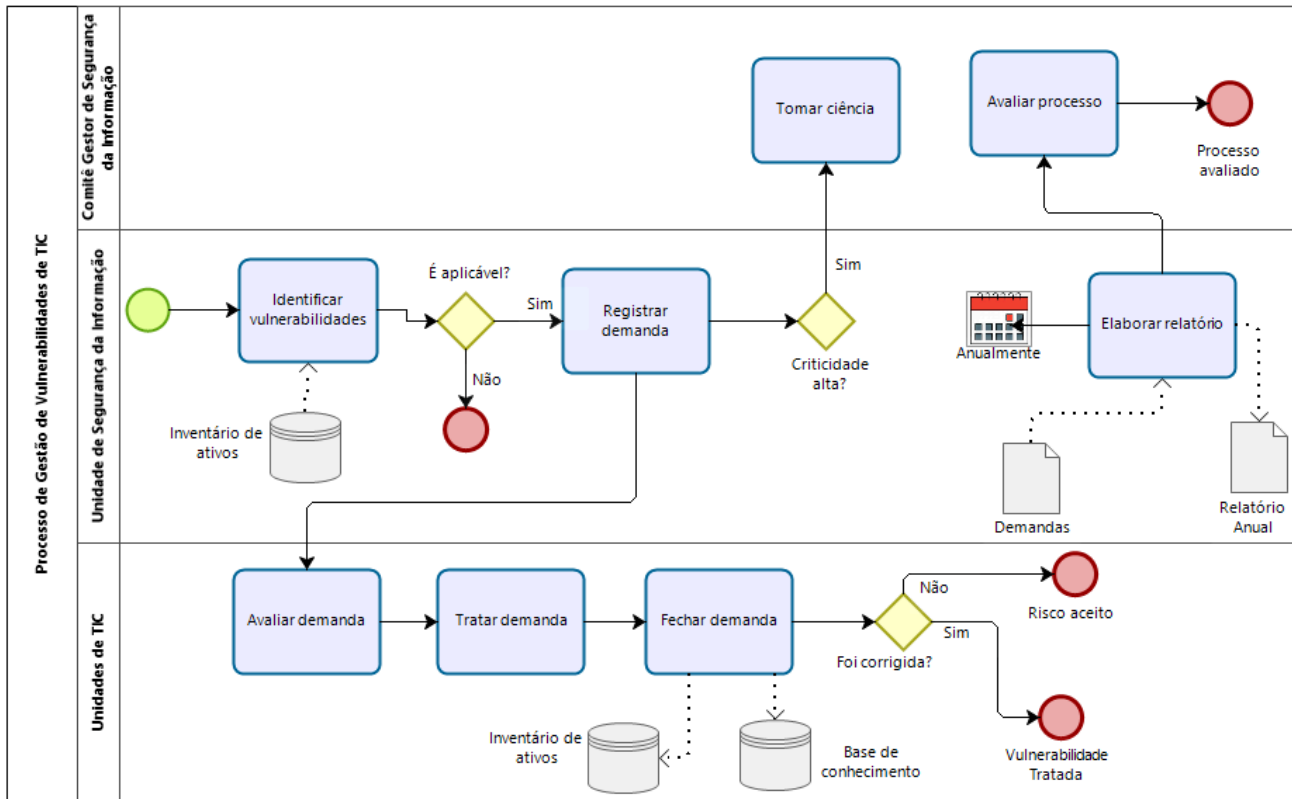 Processo de Gestão de Vulnerabilidades de TIC
Comitê Gestor de Segurança
da Informação
Tomar ciência
Avaliar processo
Processo
avaliado
Unidade de Segurança da Informação
Identificar
vulnerabilidades
É aplicável?
Sim
Não
Registrar
demanda
Sim
Criticidade
alta?
Anualmente
Elaborar relatório
Inventário de
ativos
Demandas
Relatório
Anual
Unidades de TIC
Avaliar demanda
Tratar demanda
Fechar demanda
Foi corrigida?
Não
Sim
Risco aceito
Inventário de
ativos
Base de
conhecimento
Vulnerabilidade
Tratada